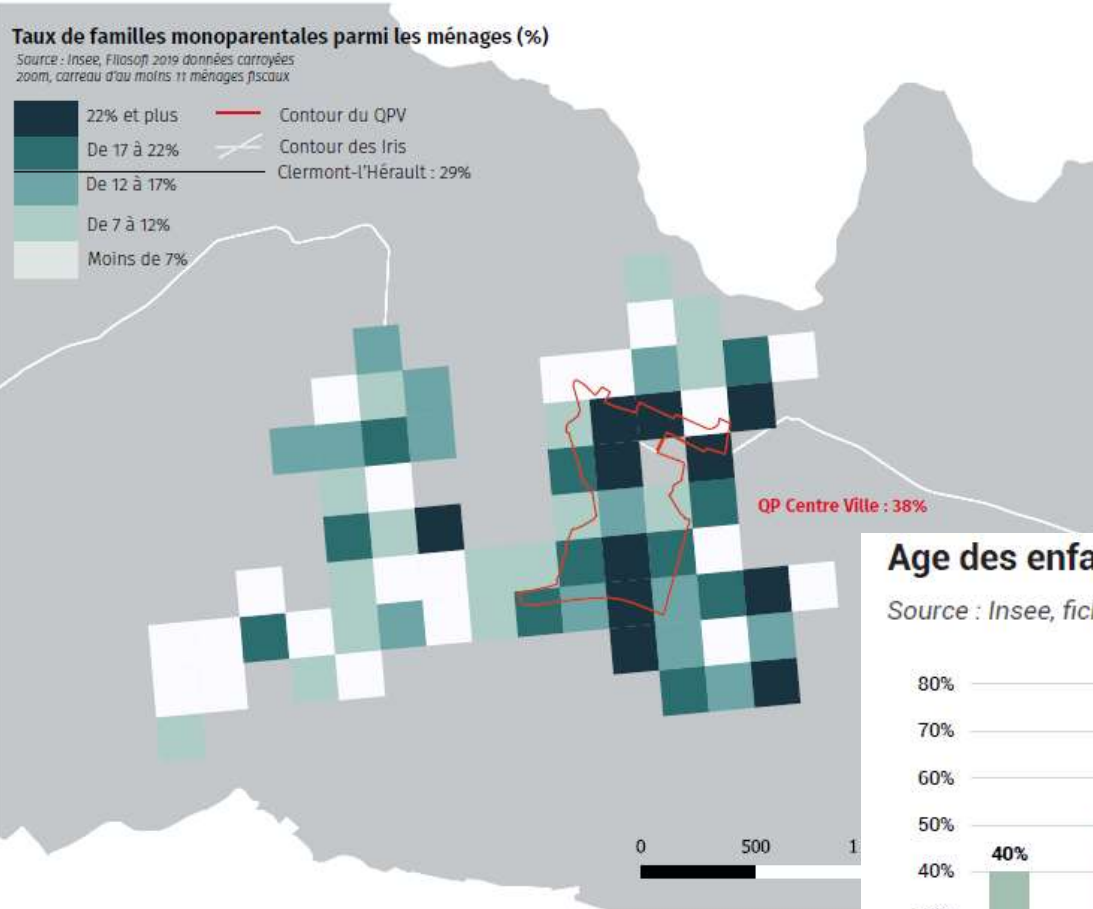 Taux de familles monoparentales parmi les ménages (%)
Source : Insee, Filosofi 2019 données carroyées
200m, carreau d'au moins 11 ménages fiscaux
22% et plus
De 17 à 22%
De 12 à 17%
De 7 à 12%
Moins de 7%
Contour du QPV
Contour des Iris
Clermont-l'Hérault : 29%
QP Centre Ville : 38%
0 500 1
Age des enfa
Source : Insee, fic
80%
70%
60%
50%
40%
40%